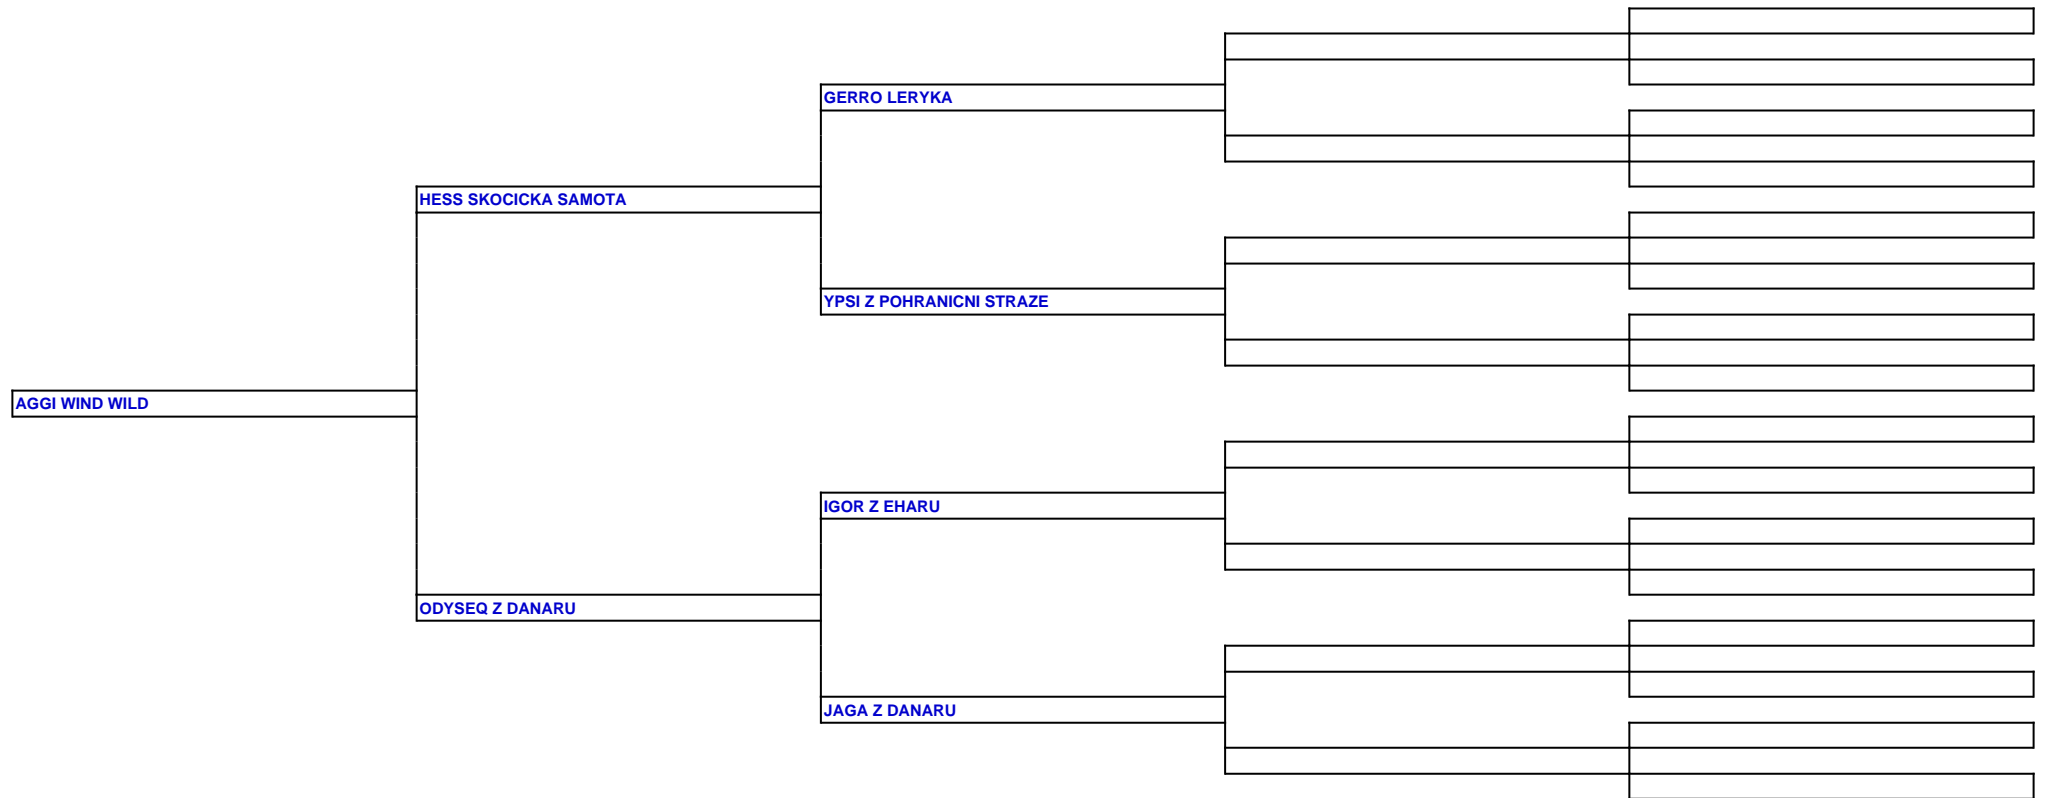 GERRO LERYKA
HESS SKOCICKA SAMOTA
YPSI Z POHRANICNI STRAZE
AGGI WIND WILD
IGOR Z EHARU
ODYSEQ Z DANARU
JAGA Z DANARU